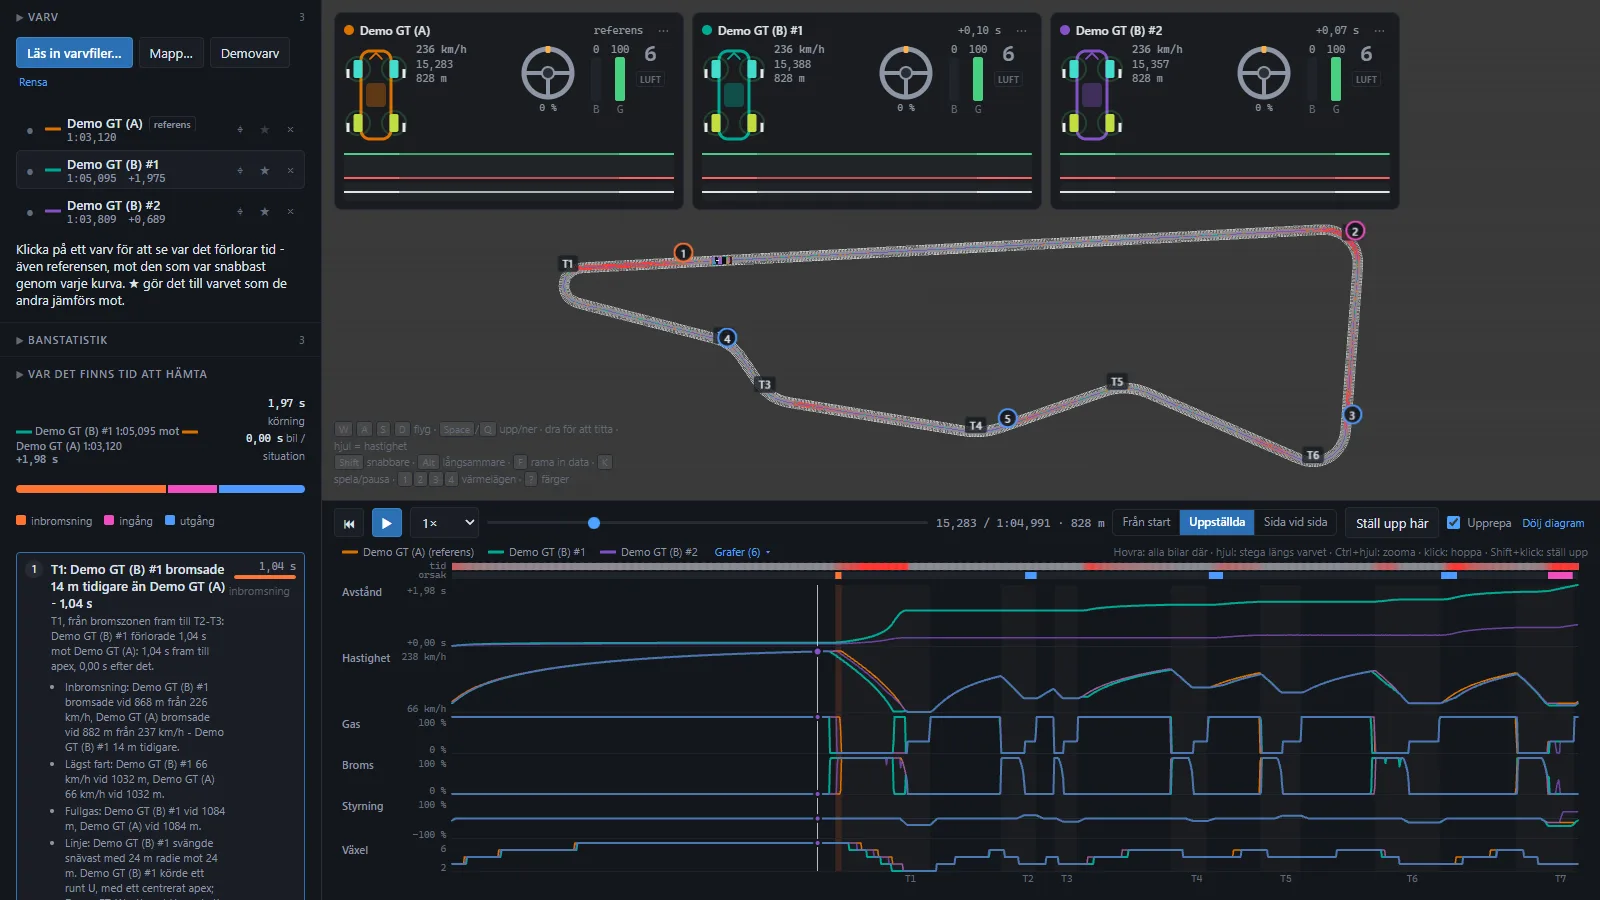 VARV 3
Läs in varvfiler... Mapp... Demovarv
Rensa
Demo GT (A) referens
1:03,120
Demo GT (B) #1
1:05,095 +1,975
Demo GT (B) #2
1:03,809 +0,689
Klicka på ett varv för att se var det förlorar tid -
även referensen, mot den som var snabbast
genom varje kurva. ★ gör det till varvet som de
andra jämförs mot.
BANSTATISTIK 3
VAR DET FINNS TID ATT HÄMTA
Demo GT (B) #1 1:05,095 mot
Demo GT (A) 1:03,120
+1,98 s
1,97 s
körning
0,00 s bil /
situation
inbromsning ingång utgång
1 T1: Demo GT (B) #1 bromsade
14 m tidigare än Demo GT (A)
- 1,04 s
1,04 s
inbromsning
T1, från bromszonen fram till T2-T3:
Demo GT (B) #1 förlorade 1,04 s
mot Demo GT (A): 1,04 s fram till
apex, 0,00 s efter det.
• Inbromsning: Demo GT (B) #1
bromsade vid 868 m från 226
km/h, Demo GT (A) bromsade
vid 882 m från 237 km/h - Demo
GT (B) #1 14 m tidigare.
• Lägst fart: Demo GT (B) #1 66
km/h vid 1032 m, Demo GT (A)
66 km/h vid 1032 m.
• Fullgas: Demo GT (B) #1 vid 1084
m, Demo GT (A) vid 1084 m.
• Linje: Demo GT (B) #1 svängde
snävast med 24 m radie mot 24
m. Demo GT (B) #1 körde ett
runt U, med ett centrerat apex;
Demo GT (A) referens ...
236 km/h
15,283
828 m
0 %
0 100
B G
6
LUFT
Demo GT (B) #1 +0,10 s ...
236 km/h
15,388
828 m
0 %
0 100
B G
6
LUFT
Demo GT (B) #2 +0,07 s ...
236 km/h
15,357
828 m
0 %
0 100
B G
6
LUFT
T1
1
2
4
T3
T5
5
T4
3
T6
W A S D flyg · Space / Q upp/ner · dra för att titta ·
hjul = hastighet
Shift snabbare · Alt långsammare · F rama in data · K
spela/pausa · 1 2 3 4 värmelägen · ? färger
1× 15,283 / 1:04,991 · 828 m Från start Uppställda Sida vid sida Ställ upp här Upprepa Följ diagram
Demo GT (A) (referens) Demo GT (B) #1 Demo GT (B) #2 Grafer (6)
Hovra: alla bilar där · hjul: stega längs varvet · Ctrl+hjul: zooma · klick: hoppa · Shift+klick: ställ upp
tid
orsak
Avstånd +1,98 s
+0,00 s
Hastighet 238 km/h
66 km/h
Gas 100 %
0 %
Broms 100 %
0 %
Styrning 100 %
−100 %
Växel 6
2
T1 T2 T3 T4 T5 T6 T7